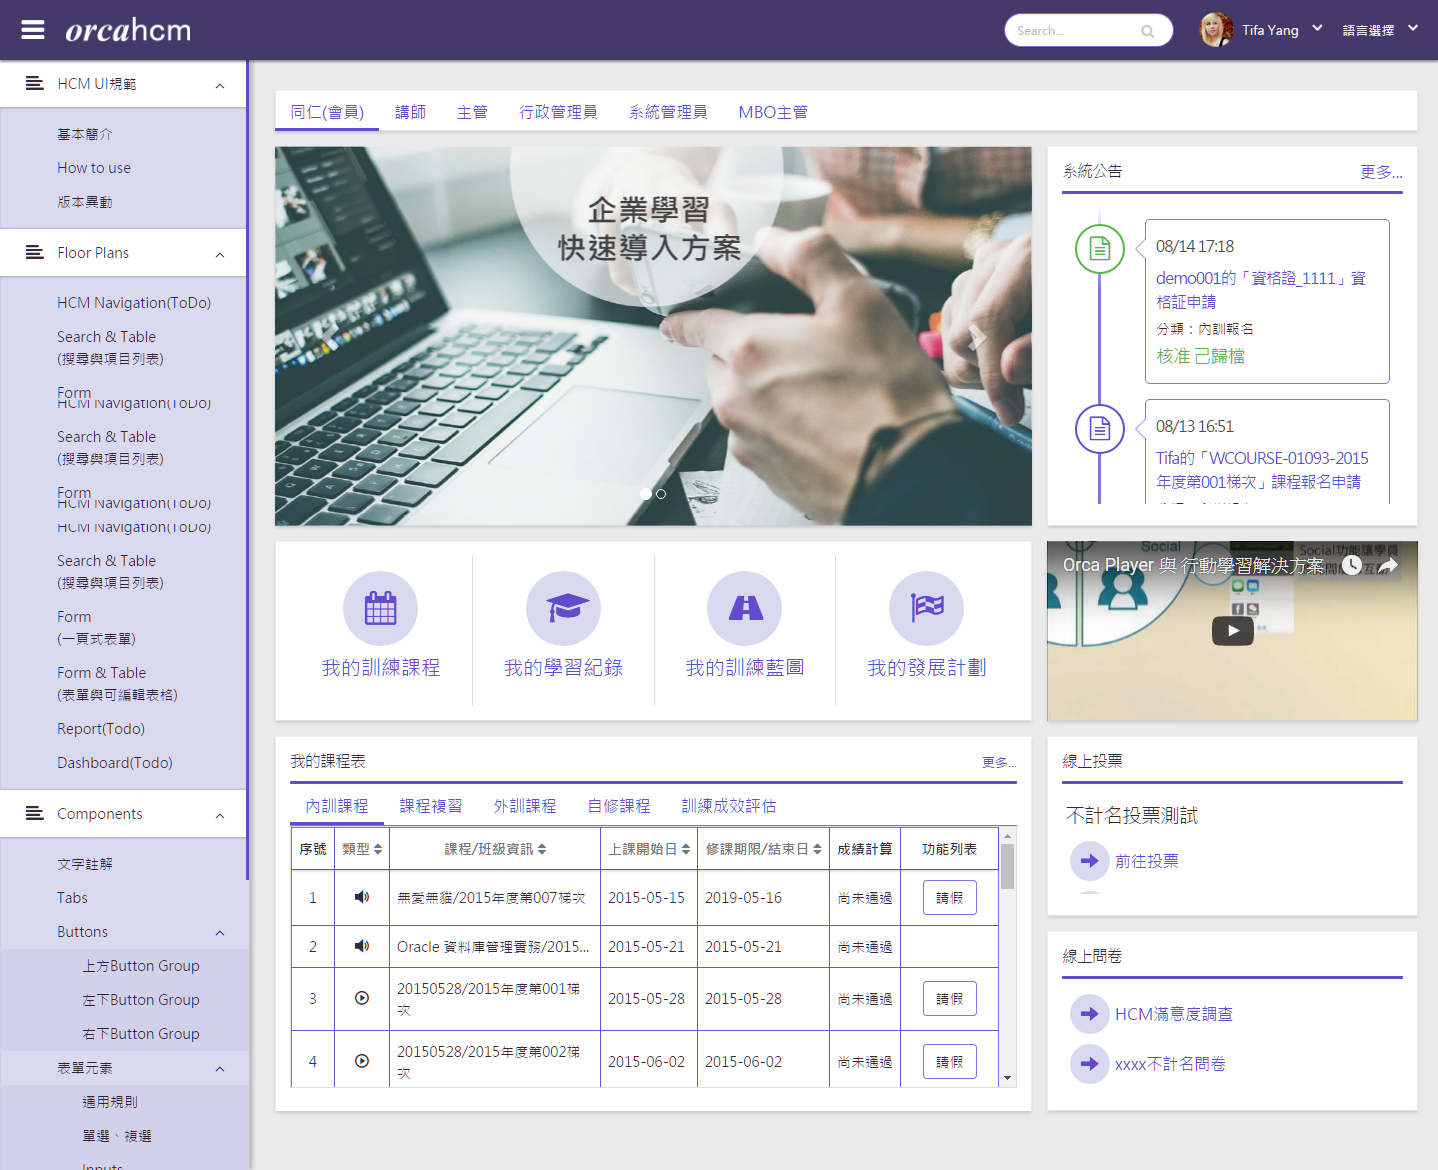 orcahcm
Search...
Tifa Yang
語言選擇
HCM UI規範
基本簡介
How to use
版本異動
Floor Plans
HCM Navigation(ToDo)
Search & Table
(搜尋與項目列表)
Form
HCM Navigation(ToDo)
Search & Table
(搜尋與項目列表)
Form
HCM Navigation(ToDo)
HCM Navigation(ToDo)
Search & Table
(搜尋與項目列表)
Form
(一頁式表單)
Form & Table
(表單與可編輯表格)
Report(Todo)
Dashboard(Todo)
Components
文字註解
Tabs
Buttons
上方Button Group
左下Button Group
右下Button Group
表單元素
通用規則
單選、複選
Inputs
同仁(會員) 講師 主管 行政管理員 系統管理員 MBO主管
企業學習
快速導入方案
系統公告 更多...
08/14 17:18
demo001的「資格證_1111」資
格証申請
分類：內訓報名
核准 己歸檔
08/13 16:51
Tifa的「WCOURSE-01093-2015
年度第001梯次」課程報名申請
我的訓練課程 我的學習紀錄 我的訓練藍圖 我的發展計劃
Social
Social功能讓學員
Orca Player 與 行動學習解決方案
我的課程表 更多...
內訓課程 課程複習 外訓課程 自修課程 訓練成效評估
序號 類型 課程/班級資訊 上課開始日 修課期限/結束日 成績計算 功能列表
1 無愛無貓/2015年度第007梯次 2015-05-15 2019-05-16 尚未通過 請假
2 Oracle 資料庫管理實務/2015... 2015-05-21 2015-05-21 尚未通過
3 20150528/2015年度第001梯次 2015-05-28 2015-05-28 尚未通過 請假
4 20150528/2015年度第002梯次 2015-06-02 2015-06-02 尚未通過 請假
線上投票
不計名投票測試
前往投票
線上問卷
HCM滿意度調查
xxxx不計名問卷